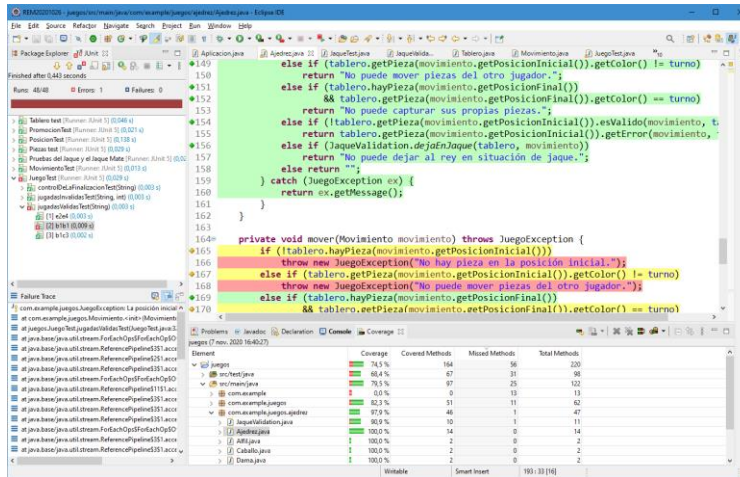 REM20201026 - juegos/src/main/java/com/example/juegos/ajedrez/Ajedrez.java - Eclipse IDE
File Edit Source Refactor Navigate Search Project Run Window Help
Package Explorer JUnit
Finished after 0,443 seconds
Runs: 48/48 Errors: 1 Failures: 0
Tablero test [Runner: JUnit 5] (0,046 s)
PromocionTest [Runner: JUnit 5] (0,021 s)
PosicionTest [Runner: JUnit 5] (0,138 s)
Piezas test [Runner: JUnit 5] (0,029 s)
Pruebas del Jaque y el Jaque Mate [Runner: JUnit 5] (0,02
MovimientoTest [Runner: JUnit 5] (0,013 s)
JuegoTest [Runner: JUnit 5] (0,029 s)
controlDeLaFinalizacionTest(String) (0,003 s)
jugadasInvalidasTest(String, int) (0,003 s)
jugadasValidasTest(String) (0,003 s)
[1] e2e4 (0,003 s)
[2] b1b1 (0,009 s)
[3] b1c3 (0,002 s)
Failure Trace
com.example.juegos.JuegoException: La posición inicial
at com.example.juegos.Movimiento.<init>(Movimiento
at juegos.JuegoTest.jugadasValidasTest(JuegoTest.java:3
at java.base/java.util.stream.ForEachOps$ForEachOp$O
at java.base/java.util.stream.ReferencePipeline$3$1.acce
Aplicacion.java Ajedrez.java JaqueTest.java JaqueValida... Tablero.java Movimiento.java JuegoTest.java
149 else if (tablero.getPieza(movimiento.getPosicionInicial()).getColor() != turno)
150 return "No puede mover piezas del otro jugador.";
151 else if (tablero.hayPieza(movimiento.getPosicionFinal())
152 && tablero.getPieza(movimiento.getPosicionFinal()).getColor() == turno)
153 return "No puede capturar sus propias piezas.";
154 else if (!tablero.getPieza(movimiento.getPosicionInicial()).esValido(movimiento, t
155 return tablero.getPieza(movimiento.getPosicionInicial()).getError(movimiento,
156 else if (JaqueValidation.dejaEnJaque(tablero, movimiento))
157 return "No puede dejar al rey en situación de jaque.";
158 else return "";
159 } catch (JuegoException ex) {
160 return ex.getMessage();
161 }
162 }
163
164 private void mover(Movimiento movimiento) throws JuegoException {
165 if (!tablero.hayPieza(movimiento.getPosicionInicial()))
166 throw new JuegoException("No hay pieza en la posición inicial.");
167 else if (tablero.getPieza(movimiento.getPosicionInicial()).getColor() != turno)
168 throw new JuegoException("No puede mover piezas del otro jugador.");
169 else if (tablero.hayPieza(movimiento.getPosicionFinal())
170 && tablero.getPieza(movimiento.getPosicionFinal()).getColor() == turno)
Problems Javadoc Declaration Console Coverage
juegos (7 nov. 2020 16:40:27)
Element Coverage Covered Methods Missed Methods Total Methods
juegos 74,5 % 164 56 220
src/test/java 68,4 % 67 31 98
src/main/java 79,5 % 97 25 122
com.example 0,0 % 0 13 13
com.example.juegos 82,3 % 51 11 62
com.example.juegos.ajedrez 97,9 % 46 1 47
JaqueValidation.java 90,9 % 10 1 11
Ajedrez.java 100,0 % 14 0 14
Alfil.java 100,0 % 2 0 2
Caballo.java 100,0 % 2 0 2
Dama.java 100,0 % 2 0 2
Writable Smart Insert 193 : 33 [16]